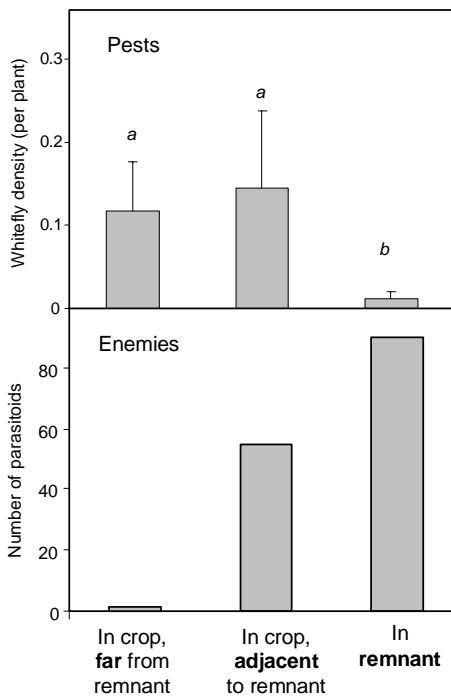 Pests
Whitefly density (per plant)
0.3
0.2
0.1
0
a
a
b
Enemies
Number of parasitoids
80
60
40
20
0
In crop,
far from
remnant
In crop,
adjacent
to remnant
In
remnant